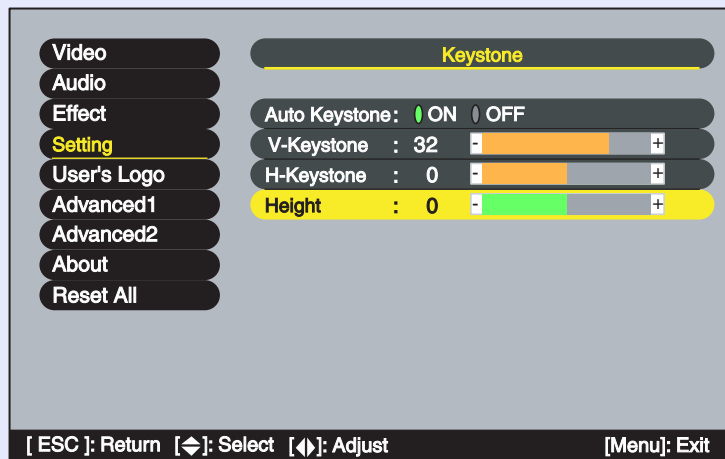 Video
Audio
Effect
Setting
User's Logo
Advanced1
Advanced2
About
Reset All
Keystone
Auto Keystone: ON OFF
V-Keystone : 32 - +
H-Keystone : 0 - +
Height : 0 - +
[ ESC ]: Return [◆]: Select [◀▶]: Adjust [Menu]: Exit